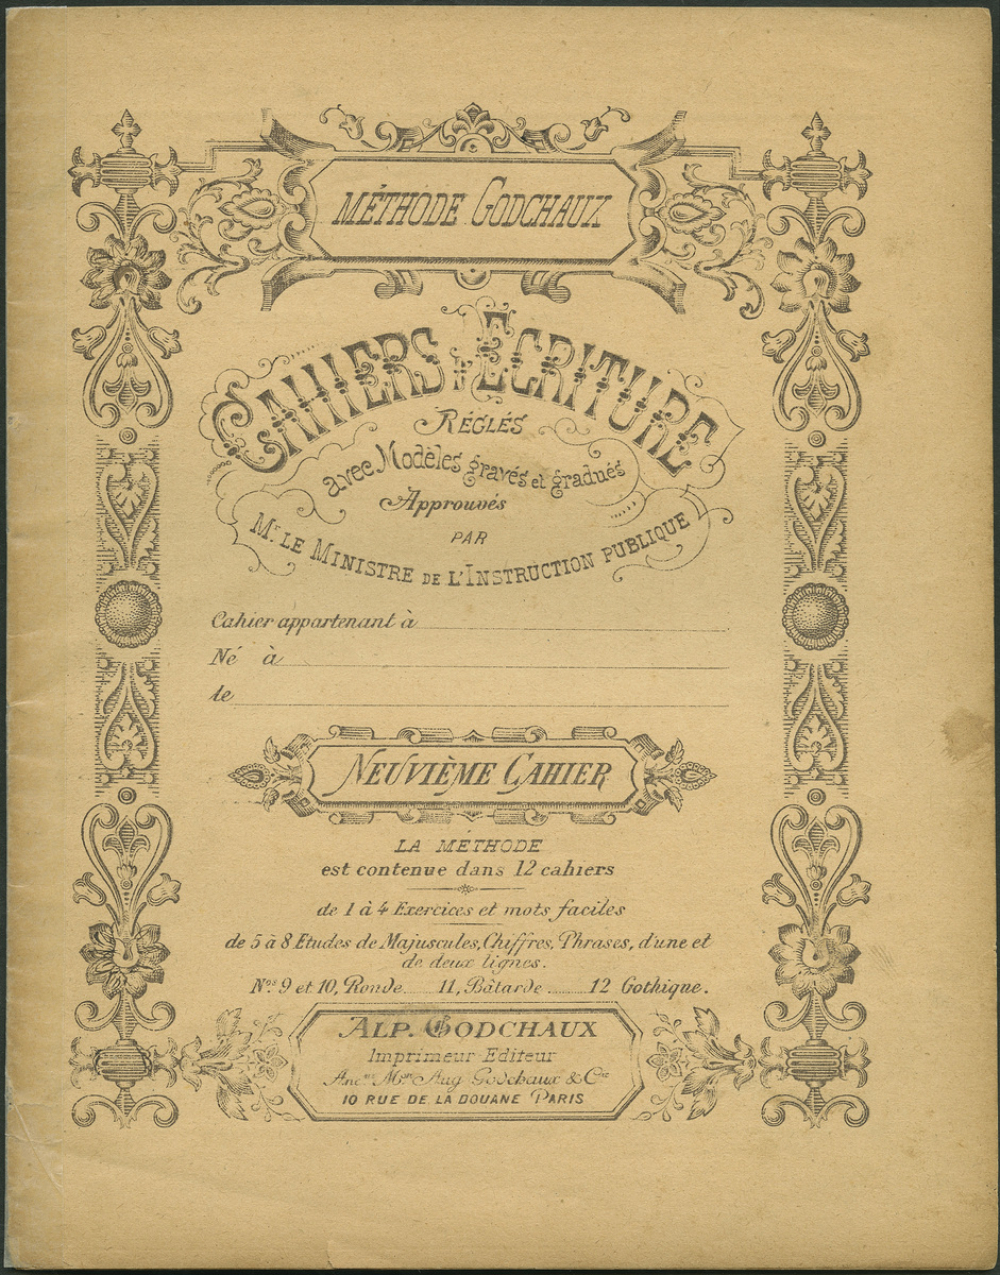 MÉTHODE GODCHAUX
CAHIERS D'ÉCRITURE
RÉGLÉS
avec Modèles gravés et gradués
Approuvés
PAR
Mr. LE MINISTRE DE L'INSTRUCTION PUBLIQUE
Cahier appartenant à
Né à
le
NEUVIÈME CAHIER
LA MÉTHODE
est contenue dans 12 cahiers
de 1 à 4 Exercices et mots faciles
de 5 à 8 Etudes de Majuscules, Chiffres, Phrases, d'une et
de deux lignes.
Nos. 9 et 10, Ronde. 11, Bâtarde ...... 12 Gothique.
ALP. GODCHAUX
Imprimeur Editeur
Ancne Mson Aug Godchaux & Cie
10 RUE DE LA DOUANE PARIS